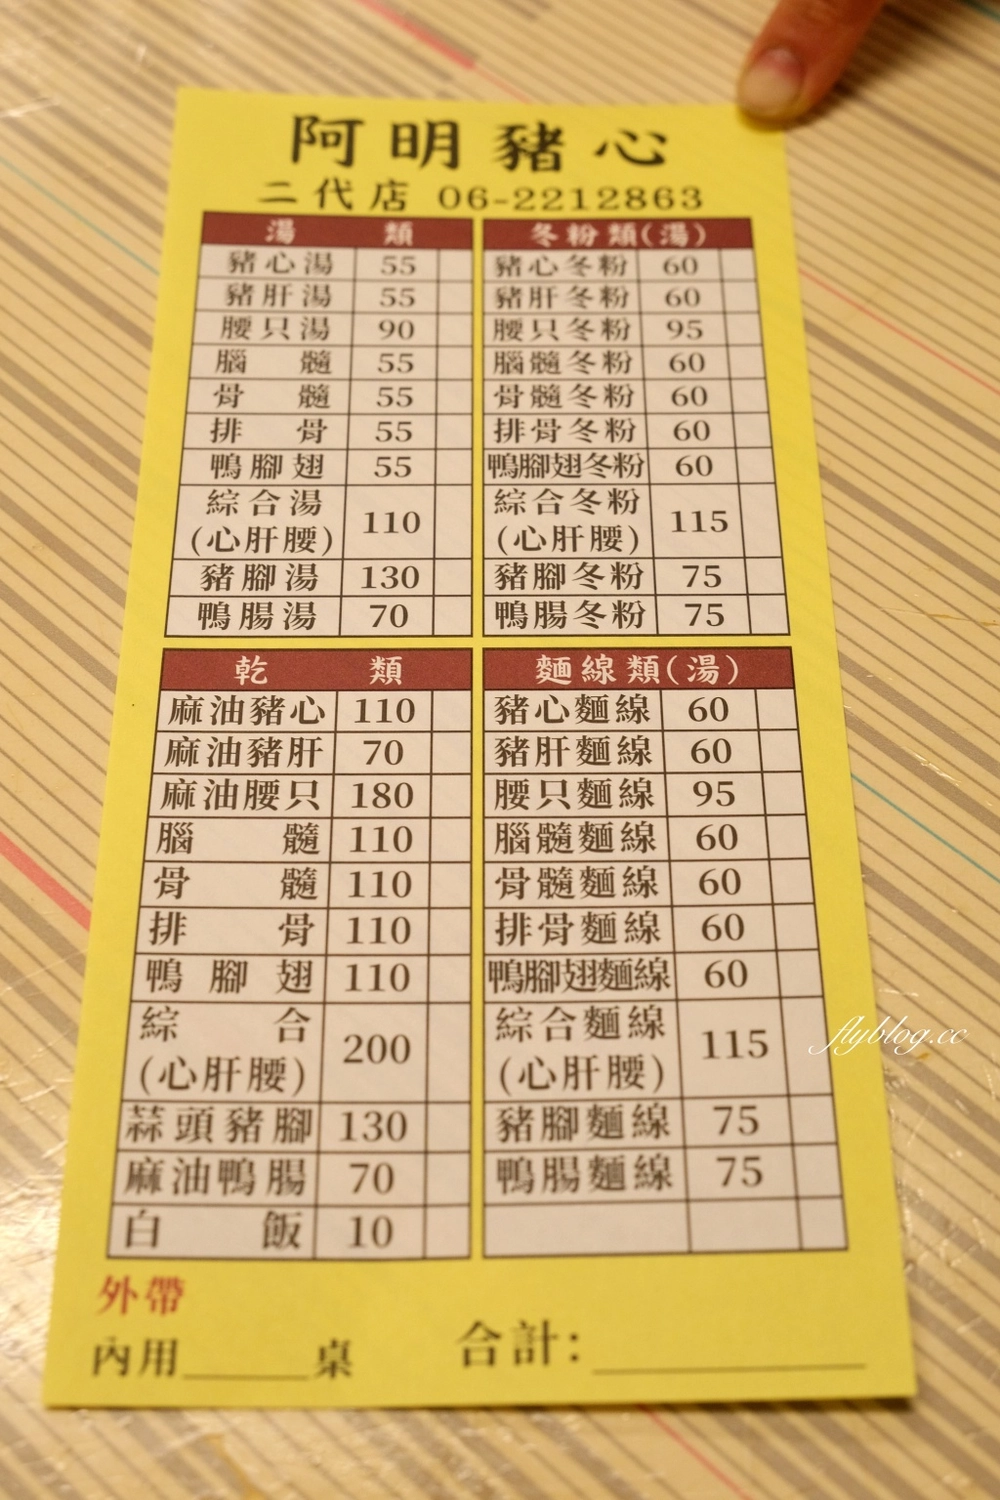 阿明豬心
二代店 06-2212863
湯類
豬心湯 55
豬肝湯 55
腰只湯 90
腦髓 55
骨髓 55
排骨 55
鴨腳翅 55
綜合湯
(心肝腰) 110
豬腳湯 130
鴨腸湯 70
冬粉類(湯)
豬心冬粉 60
豬肝冬粉 60
腰只冬粉 95
腦髓冬粉 60
骨髓冬粉 60
排骨冬粉 60
鴨腳翅冬粉 60
綜合冬粉
(心肝腰) 115
豬腳冬粉 75
鴨腸冬粉 75
乾類
麻油豬心 110
麻油豬肝 70
麻油腰只 180
腦髓 110
骨髓 110
排骨 110
鴨腳翅 110
綜合
(心肝腰) 200
蒜頭豬腳 130
麻油鴨腸 70
白飯 10
麵線類(湯)
豬心麵線 60
豬肝麵線 60
腰只麵線 95
腦髓麵線 60
骨髓麵線 60
排骨麵線 60
鴨腳翅麵線 60
綜合麵線
(心肝腰) 115
豬腳麵線 75
鴨腸麵線 75
外帶
內用______桌 合計:____________
flyblog.cc